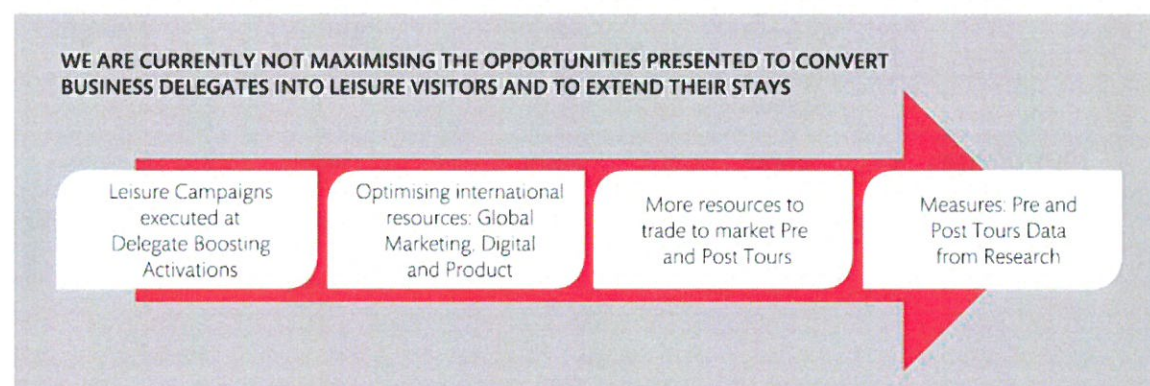 WE ARE CURRENTLY NOT MAXIMISING THE OPPORTUNITIES PRESENTED TO CONVERT
BUSINESS DELEGATES INTO LEISURE VISITORS AND TO EXTEND THEIR STAYS
Leisure Campaigns
executed at
Delegate Boosting
Activations
Optimising international
resources: Global
Marketing, Digital
and Product
More resources to
trade to market Pre
and Post Tours
Measures: Pre and
Post Tours Data
from Research